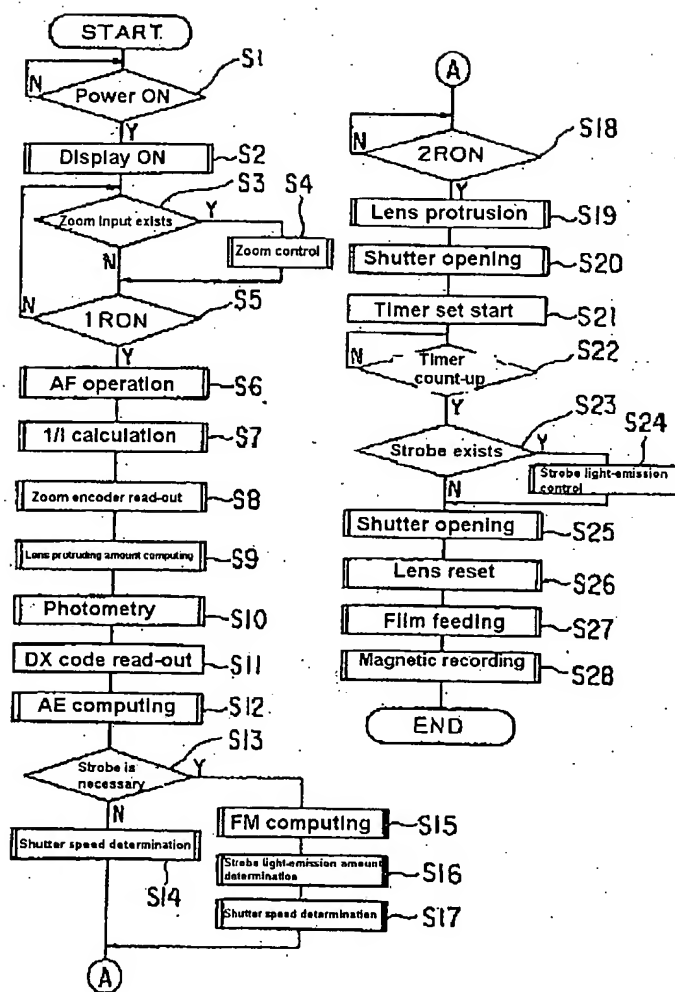 START
S1
N
Power ON
Y
Display ON
S2
S3
Zoom Input exists
Y
S4
Zoom control
N
N
1RON
S5
Y
AF operation
S6
1/l calculation
S7
Zoom encoder read-out
S8
Lens protruding amount computing
S9
Photometry
S10
DX code read-out
S11
AE computing
S12
S13
Strobe is
necessary
Y
N
Shutter speed determination
S14
FM computing
S15
Strobe light-emission amount
determination
S16
Shutter speed determination
S17
A
A
S18
N
2RON
Y
Lens protrusion
S19
Shutter opening
S20
Timer set start
S21
N
Timer
count-up
S22
Y
S23
Strobe exists
Y
S24
Strobe light-emission
control
N
Shutter opening
S25
Lens reset
S26
Film feeding
S27
Magnetic recording
S28
END